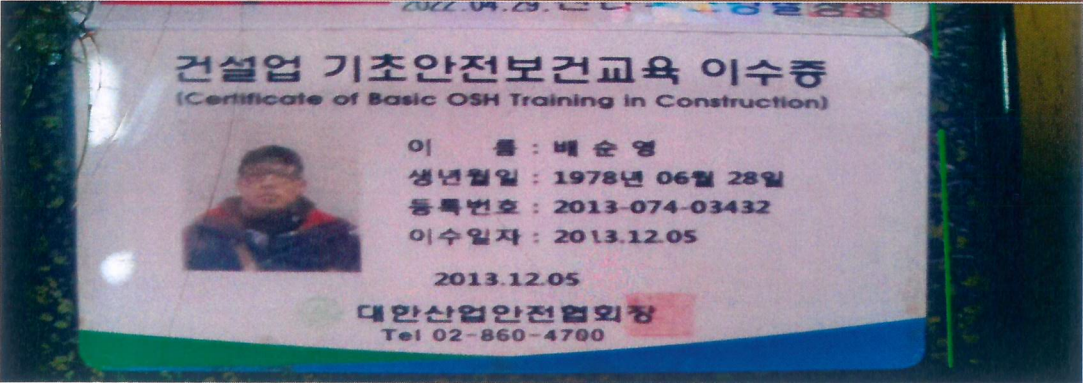 2022.04.29.
건설업 기초안전보건교육 이수증
(Certificate of Basic OSH Training in Construction)
이 름 : 배 순 영
생년월일 : 1978년 06월 28일
등록번호 : 2013-074-03432
이수일자 : 2013.12.05
2013.12.05
대한산업안전협회장
Tel 02-860-4700